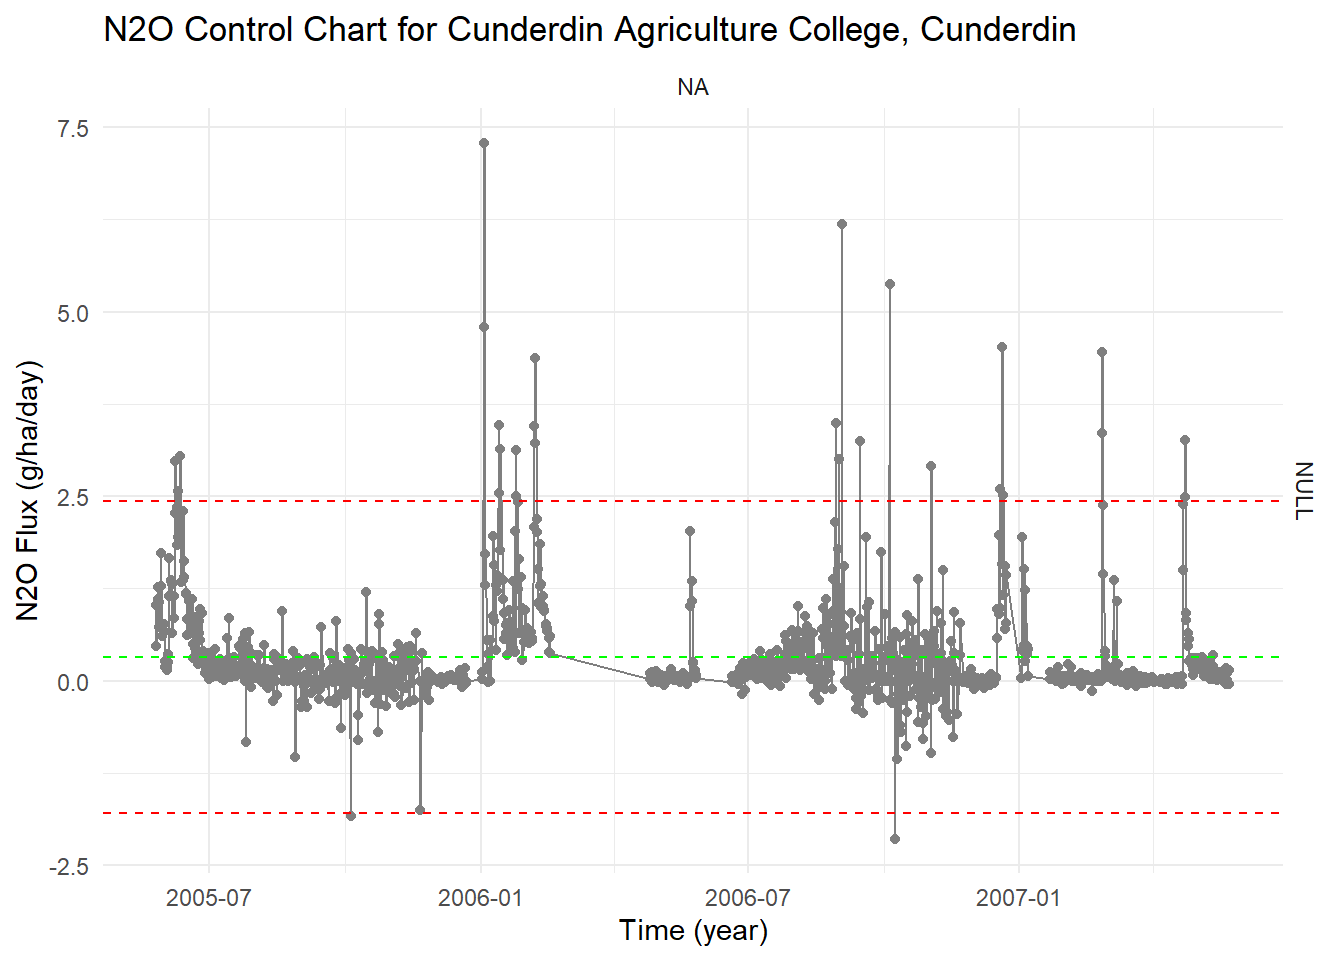 N2O Control Chart for Cunderdin Agriculture College, Cunderdin
NA
7.5
5.0
2.5
0.0
-2.5
N2O Flux (g/ha/day)
NULL
2005-07
2006-01
2006-07
2007-01
Time (year)